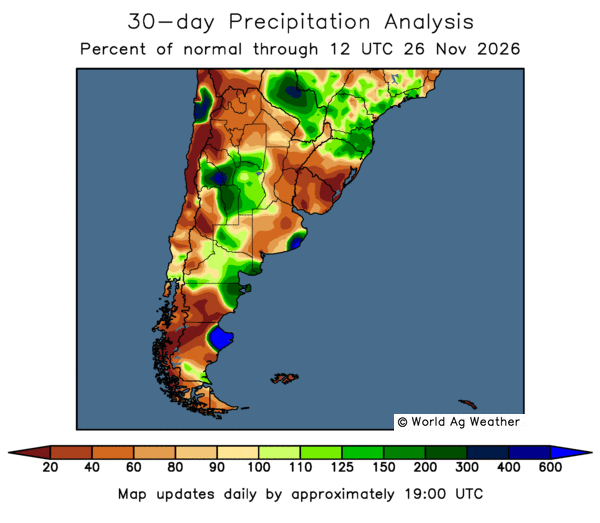 30-day Precipitation Analysis
Percent of normal through 12 UTC 26 Nov 2026
© World Ag Weather
20 40 60 80 90 100 110 125 150 200 300 400 600
Map updates daily by approximately 19:00 UTC